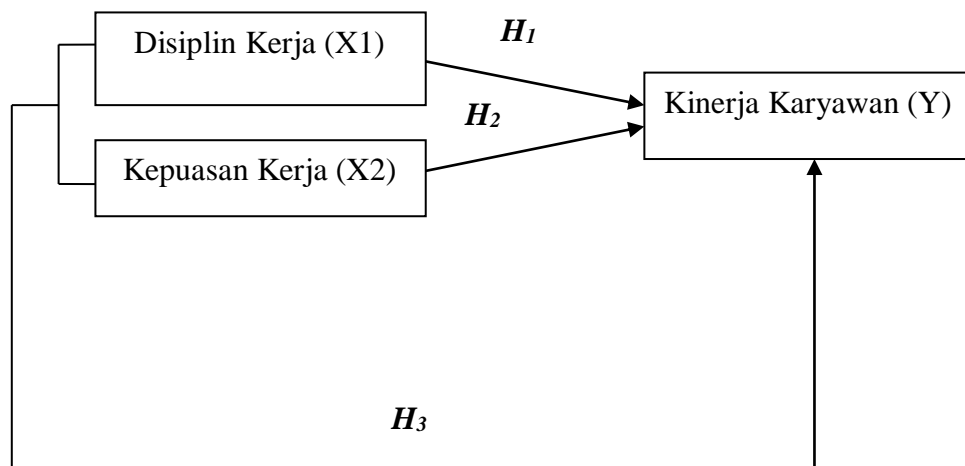 Disiplin Kerja (X1)
H1
Kinerja Karyawan (Y)
H2
Kepuasan Kerja (X2)
H3